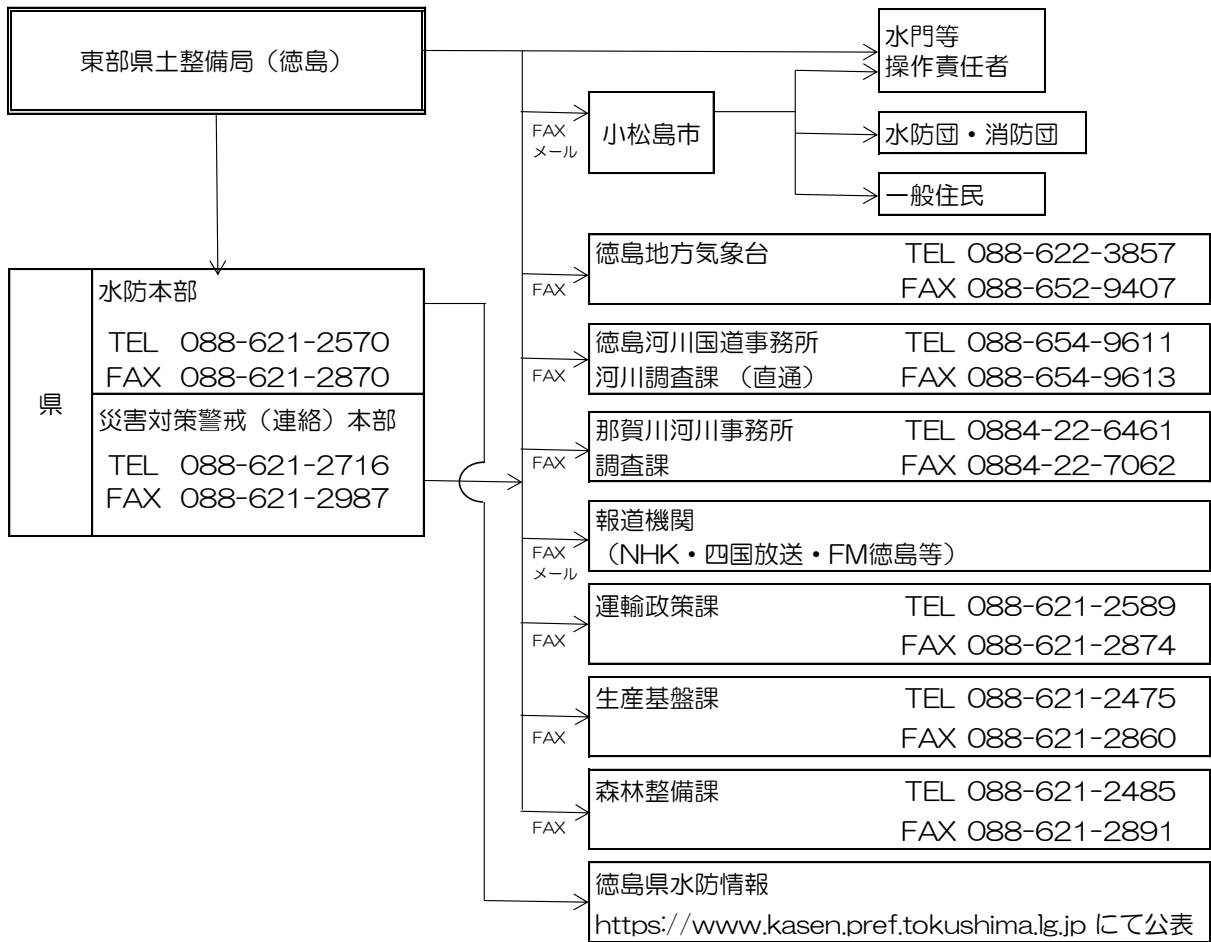 東部県土整備局（徳島）
水門等
操作責任者
FAX
メール
小松島市
水防団・消防団
一般住民
県
水防本部
TEL 088-621-2570
FAX 088-621-2870
災害対策警戒（連絡）本部
TEL 088-621-2716
FAX 088-621-2987
FAX
徳島地方気象台 TEL 088-622-3857
FAX 088-652-9407
FAX
徳島河川国道事務所 TEL 088-654-9611
河川調査課 （直通） FAX 088-654-9613
FAX
那賀川河川事務所 TEL 0884-22-6461
調査課 FAX 0884-22-7062
FAX
メール
報道機関
（NHK・四国放送・FM徳島等）
FAX
運輸政策課 TEL 088-621-2589
FAX 088-621-2874
FAX
生産基盤課 TEL 088-621-2475
FAX 088-621-2860
FAX
森林整備課 TEL 088-621-2485
FAX 088-621-2891
徳島県水防情報
https://www.kasen.pref.tokushima.lg.jp にて公表